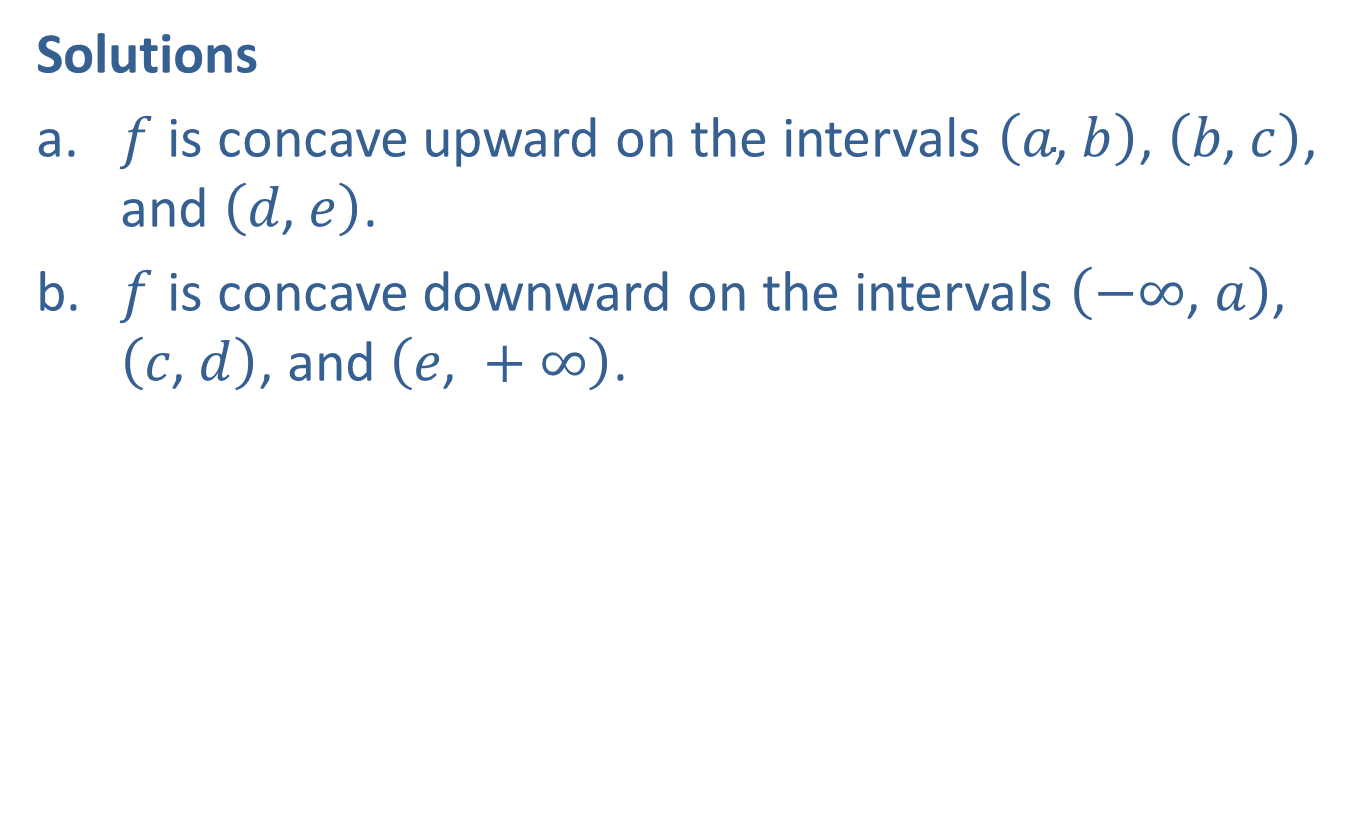 Solutions
a. f is concave upward on the intervals (a, b), (b, c),
and (d, e).
b. f is concave downward on the intervals (−∞, a),
(c, d), and (e, + ∞).